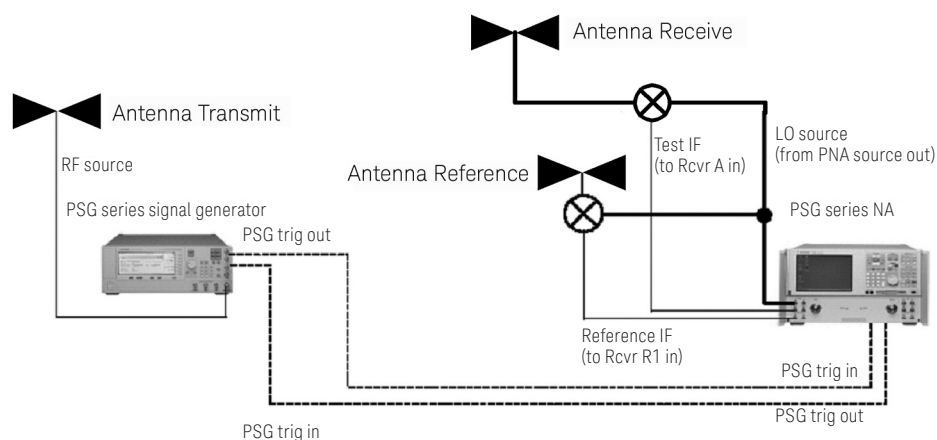 Antenna Receive
Antenna Transmit
RF source
Test IF
(to Rcvr A in)
LO source
(from PNA source out)
Antenna Reference
PSG series signal generator
PSG series NA
PSG trig out
Reference IF
(to Rcvr R1 in)
PSG trig in
PSG trig out
PSG trig in